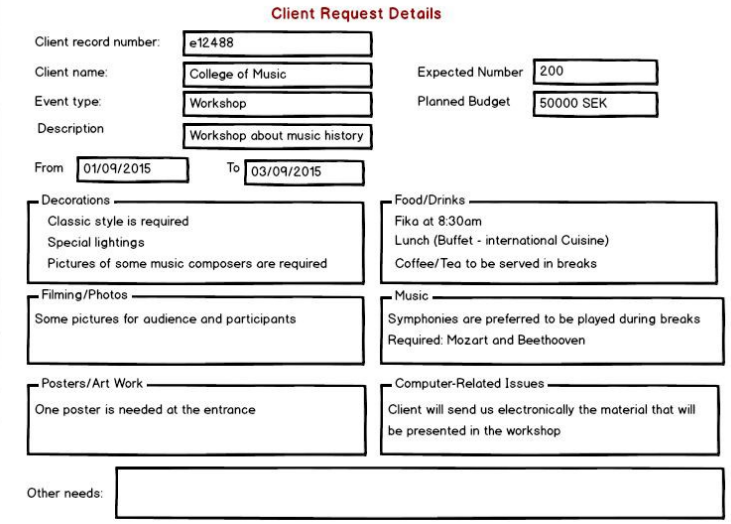 Client Request Details
Client record number: e12488
Client name: College of Music
Expected Number 200
Event type: Workshop
Planned Budget 50000 SEK
Description Workshop about music history
From 01/09/2015 To 03/09/2015
Decorations
Classic style is required
Special lightings
Pictures of some music composers are required
Food/Drinks
Fika at 8:30am
Lunch (Buffet - international Cuisine)
Coffee/Tea to be served in breaks
Filming/Photos
Some pictures for audience and participants
Music
Symphonies are preferred to be played during breaks
Required: Mozart and Beethooven
Posters/Art Work
One poster is needed at the entrance
Computer-Related Issues
Client will send us electronically the material that will
be presented in the workshop
Other needs: